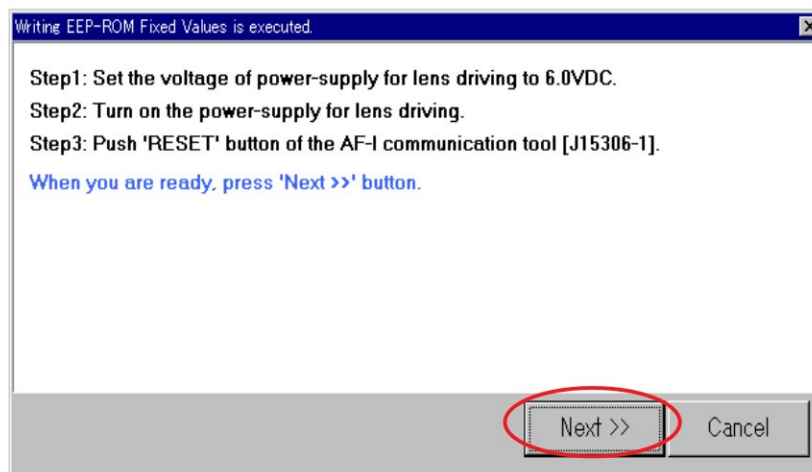 Writing EEP-ROM Fixed Values is executed.
Step1: Set the voltage of power-supply for lens driving to 6.0VDC.
Step2: Turn on the power-supply for lens driving.
Step3: Push 'RESET' button of the AF-I communication tool [J15306-1].
When you are ready, press 'Next >>' button.
Next >>
Cancel